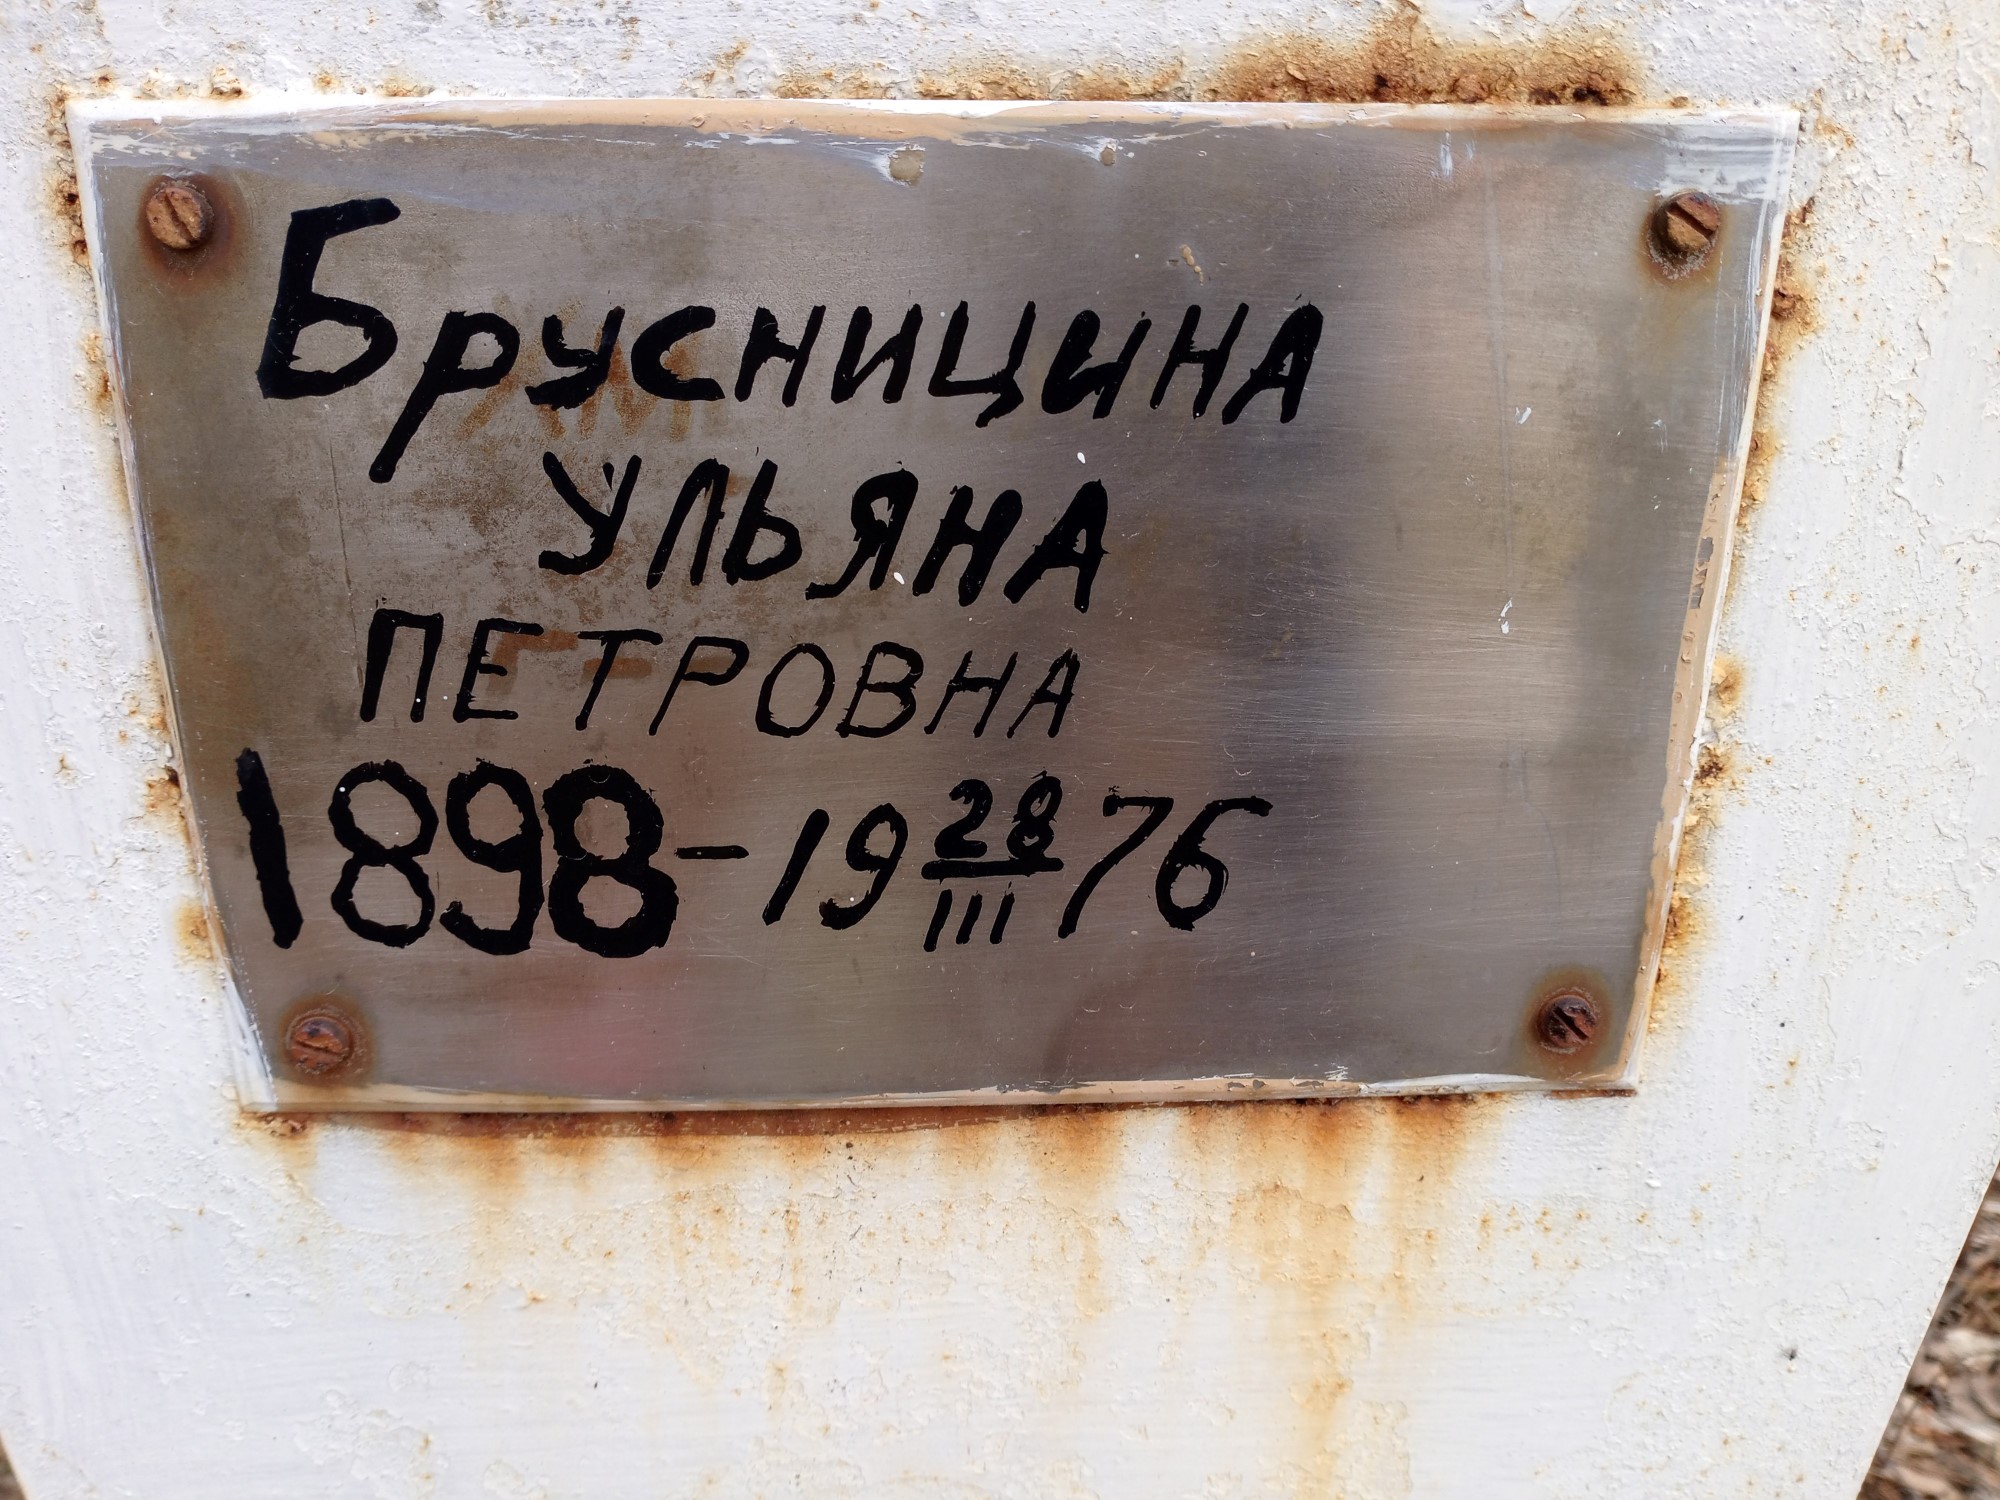 Брусницина
Ульяна
Петровна
1898-19 28/III 76